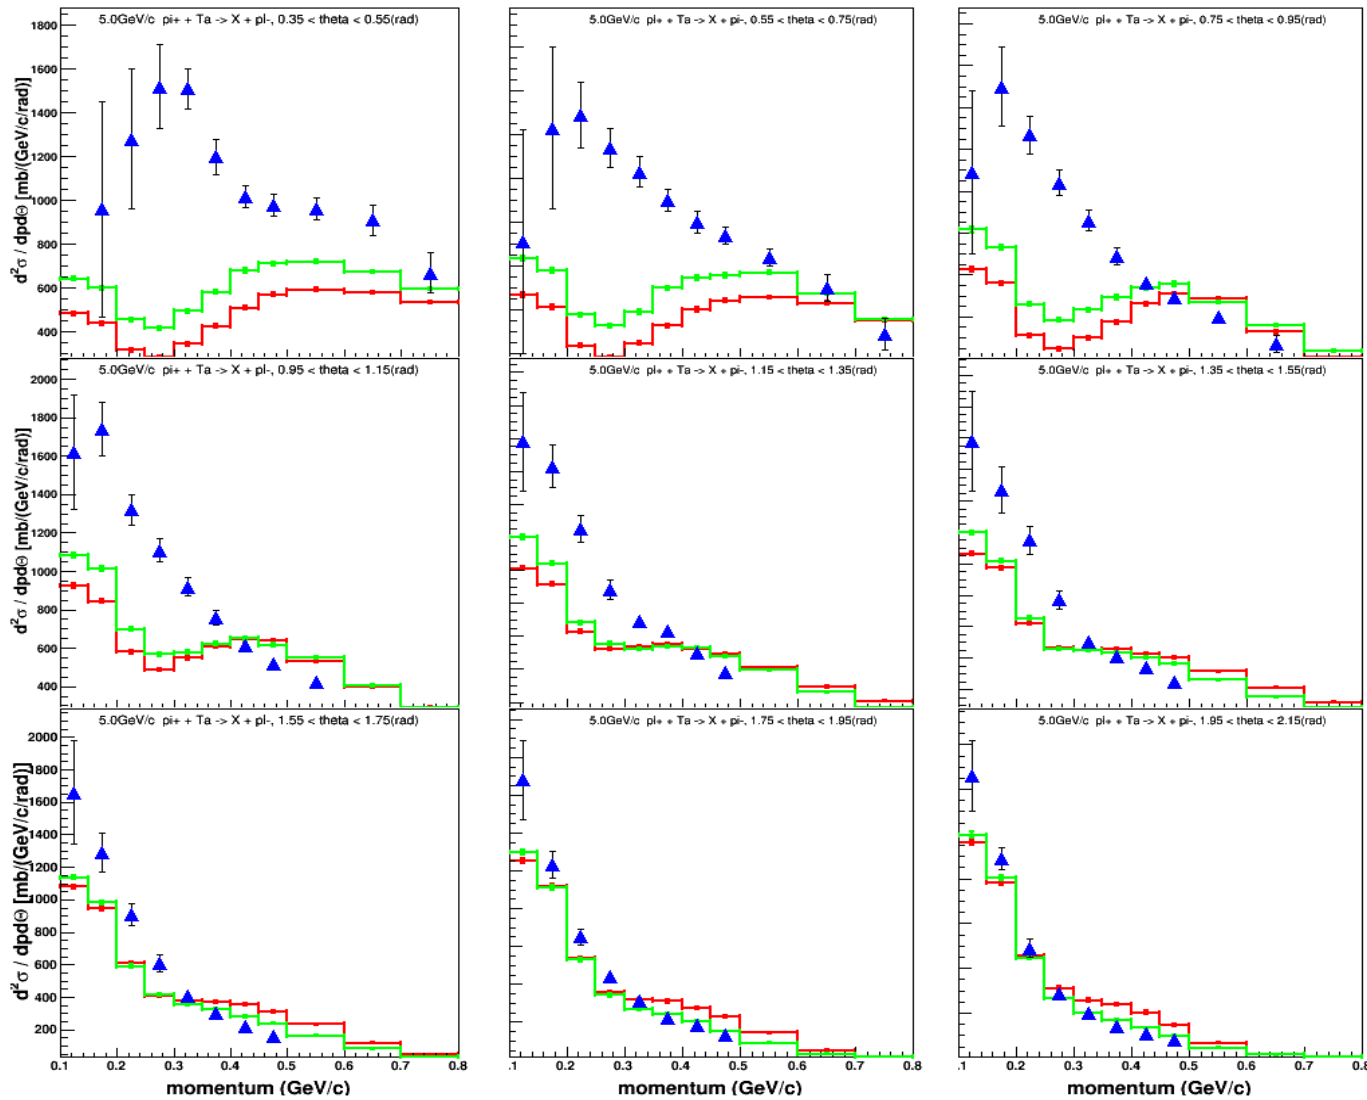 5.0GeV/c pi+ + Ta -> X + pi-, 0.35 < theta < 0.55(rad)
5.0GeV/c pi+ + Ta -> X + pi-, 0.55 < theta < 0.75(rad)
5.0GeV/c pi+ + Ta -> X + pi-, 0.75 < theta < 0.95(rad)
d²σ / dpdΘ [mb/(GeV/c/rad)]
1800
1600
1400
1200
1000
800
600
400
5.0GeV/c pi+ + Ta -> X + pi-, 0.95 < theta < 1.15(rad)
5.0GeV/c pi+ + Ta -> X + pi-, 1.15 < theta < 1.35(rad)
5.0GeV/c pi+ + Ta -> X + pi-, 1.35 < theta < 1.55(rad)
d²σ / dpdΘ [mb/(GeV/c/rad)]
2000
1800
1600
1400
1200
1000
800
600
400
5.0GeV/c pi+ + Ta -> X + pi-, 1.55 < theta < 1.75(rad)
5.0GeV/c pi+ + Ta -> X + pi-, 1.75 < theta < 1.95(rad)
5.0GeV/c pi+ + Ta -> X + pi-, 1.95 < theta < 2.15(rad)
d²σ / dpdΘ [mb/(GeV/c/rad)]
2000
1800
1600
1400
1200
1000
800
600
400
200
0.1 0.2 0.3 0.4 0.5 0.6 0.7 0.8
.1 0.2 0.3 0.4 0.5 0.6 0.7 0.8
.1 0.2 0.3 0.4 0.5 0.6 0.7 0.8
momentum (GeV/c)
momentum (GeV/c)
momentum (GeV/c)